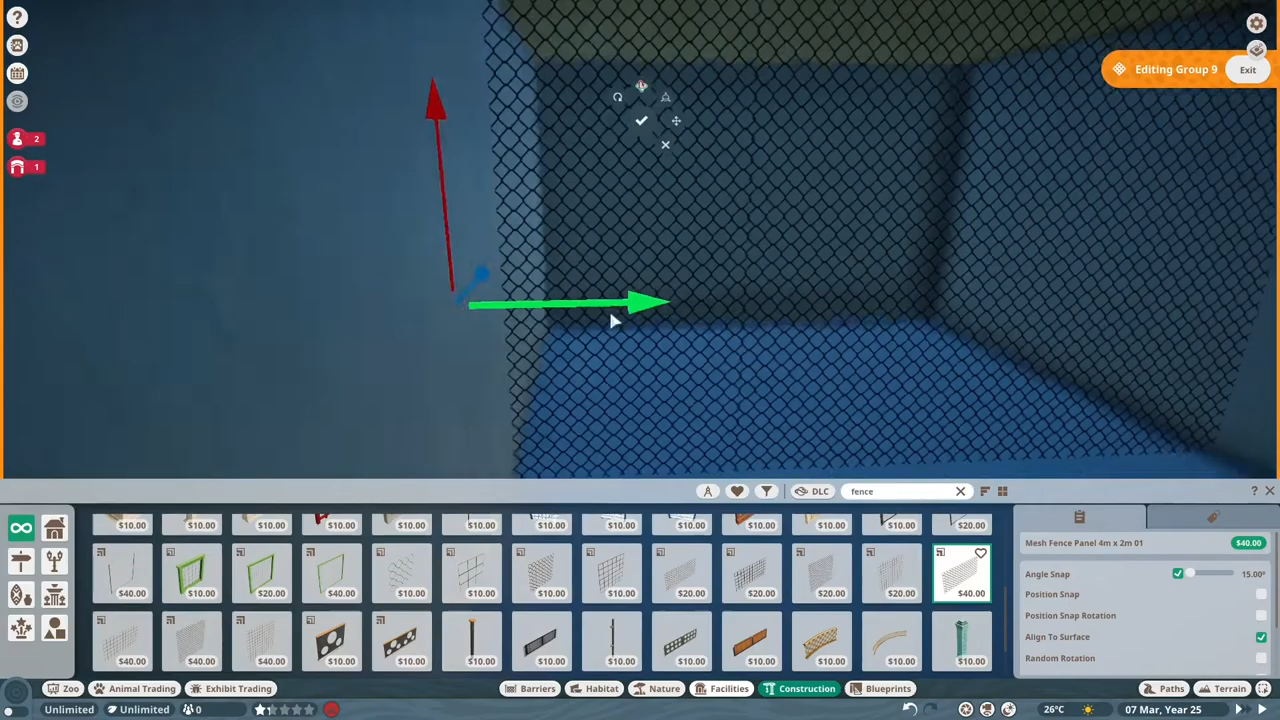 ?
Editing Group 9
Exit
2
1
DLC
fence
?
$10.00 $10.00 $10.00 $10.00 $10.00 $10.00 $10.00 $10.00 $10.00 $10.00 $10.00 $10.00 $20.00
$40.00 $10.00 $20.00 $40.00 $10.00 $10.00 $10.00 $10.00 $20.00 $10.00 $20.00 $20.00 $40.00
$40.00 $40.00 $40.00 $10.00 $10.00 $10.00 $10.00 $10.00 $10.00 $10.00 $10.00 $10.00 $10.00
Mesh Fence Panel 4m x 2m 01
$40.00
Angle Snap
15.00°
Position Snap
Position Snap Rotation
Align To Surface
Random Rotation
Zoo
Animal Trading
Exhibit Trading
Barriers
Habitat
Nature
Facilities
Construction
Blueprints
Paths
Terrain
Unlimited
Unlimited
0
26°C
07 Mar, Year 25